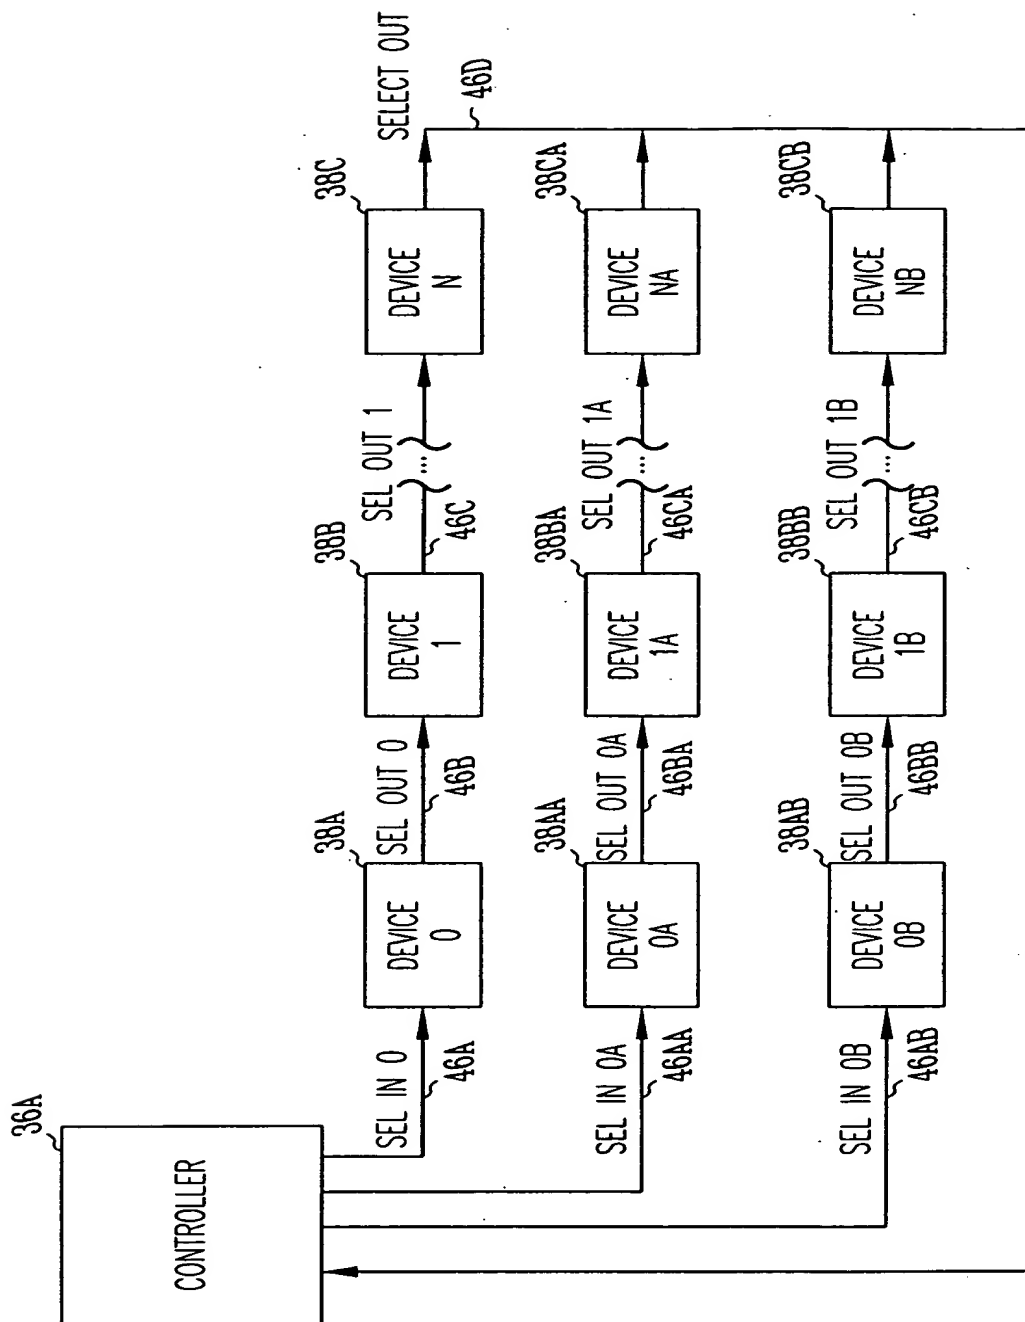 36A
CONTROLLER
SEL IN 0
46A
38A
DEVICE
0
SEL OUT 0
46B
38B
DEVICE
1
SEL OUT 1
46C
...
38C
DEVICE
N
SELECT OUT
46D
SEL IN 0A
46AA
38AA
DEVICE
0A
SEL OUT 0A
46BA
38BA
DEVICE
1A
SEL OUT 1A
46CA
...
38CA
DEVICE
NA
SEL IN 0B
46AB
38AB
DEVICE
0B
SEL OUT 0B
46BB
38BB
DEVICE
1B
SEL OUT 1B
46CB
...
38CB
DEVICE
NB